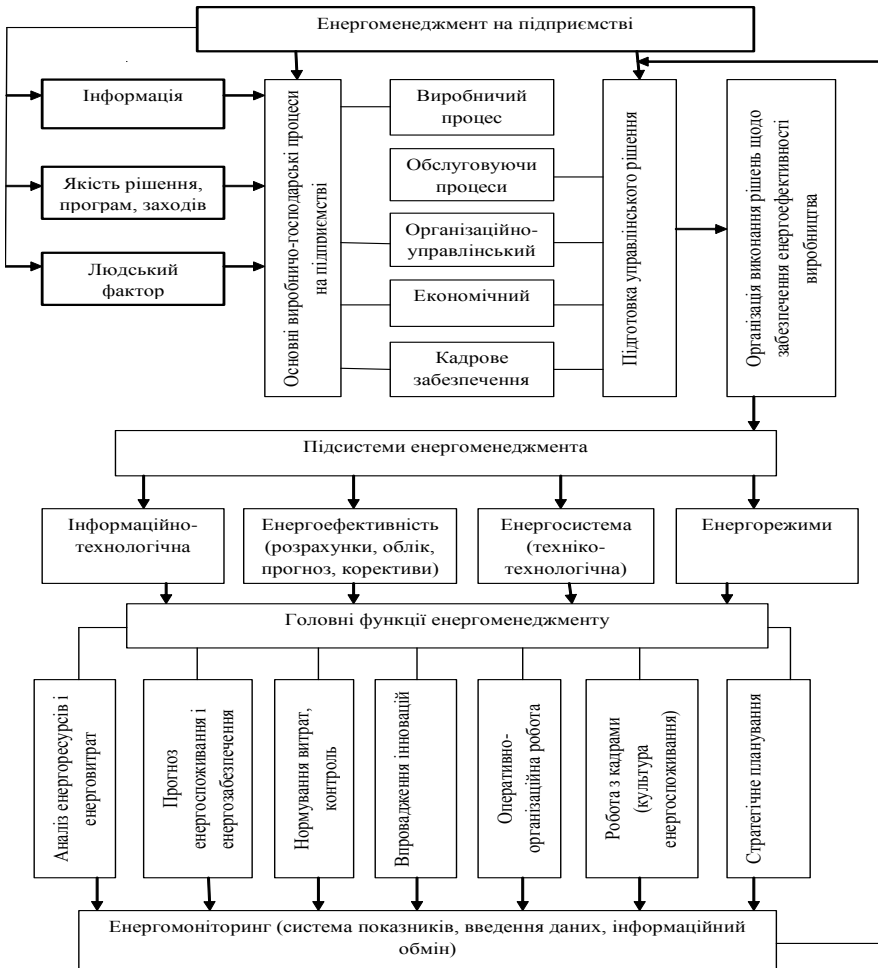 Енергоменеджмент на підприємстві
Інформація
Якість рішення,
програм, заходів
Людський
фактор
Основні виробничо-господарські процеси
на підприємстві
Виробничий
процес
Обслуговуючи
процеси
Організаційно-
управлінський
Економічний
Кадрове
забезпечення
Підготовка управлінського рішення
Організація виконання рішень щодо
забезпечення енергоефективності
виробництва
Підсистеми енергоменеджмента
Інформаційно-
технологічна
Енергоефективність
(розрахунки, облік,
прогноз, корективи)
Енергосистема
(техніко-
технологічна)
Енергорежими
Головні функції енергоменеджменту
Аналіз енергоресурсів і
енерговитрат
Прогноз
енергоспоживання і
енергозабезпечення
Нормування витрат,
контроль
Впровадження інновацій
Оперативно-
організаційна робота
Робота з кадрами
(культура
енергоспоживання)
Стратегічне планування
Енергомоніторинг (система показників, введення даних, інформаційний
обмін)